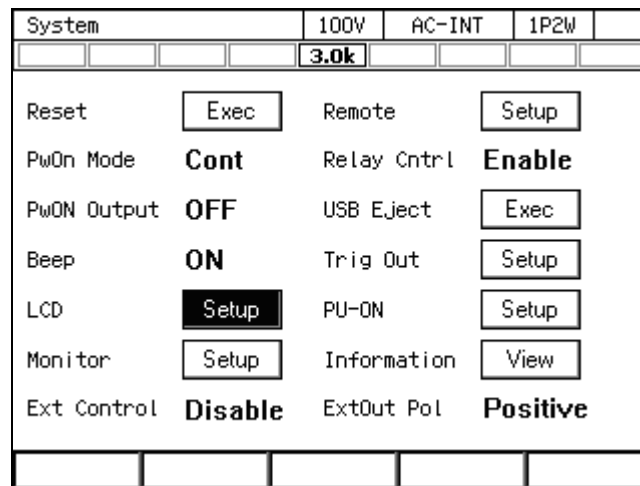 System 100V AC-INT 1P2W
3.0k
Reset Exec Remote Setup
PwOn Mode Cont Relay Cntrl Enable
PwON Output OFF USB Eject Exec
Beep ON Trig Out Setup
LCD Setup PU-ON Setup
Monitor Setup Information View
Ext Control Disable ExtOut Pol Positive